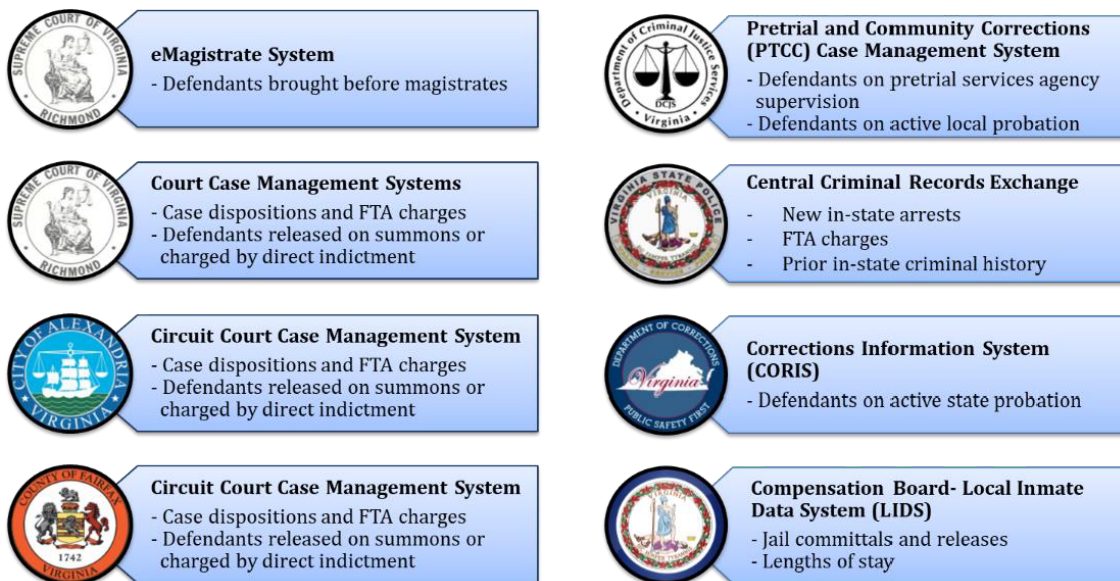 SUPREME COURT OF VIRGINIA
RICHMOND
eMagistrate System
- Defendants brought before magistrates
SUPREME COURT OF VIRGINIA
RICHMOND
Court Case Management Systems
- Case dispositions and FTA charges
- Defendants released on summons or
charged by direct indictment
CITY OF ALEXANDRIA
VIRGINIA
Circuit Court Case Management System
- Case dispositions and FTA charges
- Defendants released on summons or
charged by direct indictment
COUNTY OF FAIRFAX
1742
VIRGINIA
Circuit Court Case Management System
- Case dispositions and FTA charges
- Defendants released on summons or
charged by direct indictment
Department of Criminal Justice Services
DCJS
Virginia
Pretrial and Community Corrections
(PTCC) Case Management System
- Defendants on pretrial services agency
supervision
- Defendants on active local probation
VIRGINIA STATE POLICE
Central Criminal Records Exchange
- New in-state arrests
- FTA charges
- Prior in-state criminal history
DEPARTMENT OF CORRECTIONS
Virginia
PUBLIC SAFETY FIRST
Corrections Information System
(CORIS)
- Defendants on active state probation
VIRGINIA
Compensation Board- Local Inmate
Data System (LIDS)
- Jail committals and releases
- Lengths of stay